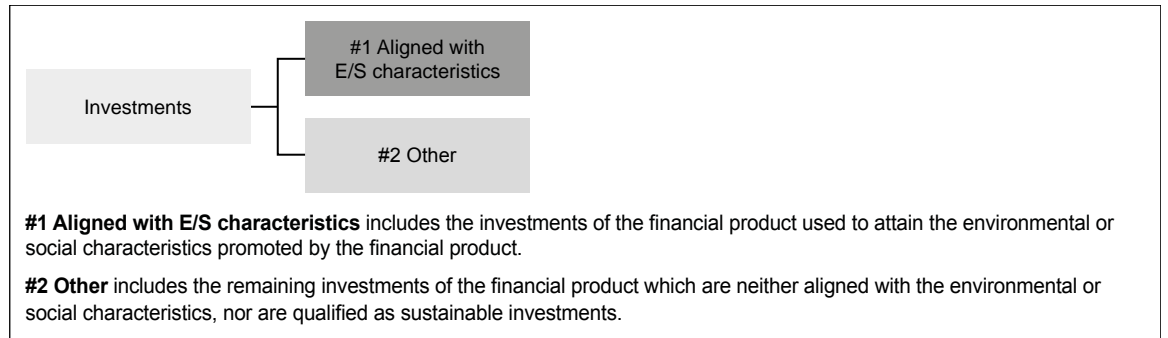 #1 Aligned with
E/S characteristics
Investments
#2 Other
#1 Aligned with E/S characteristics includes the investments of the financial product used to attain the environmental or
social characteristics promoted by the financial product.
#2 Other includes the remaining investments of the financial product which are neither aligned with the environmental or
social characteristics, nor are qualified as sustainable investments.